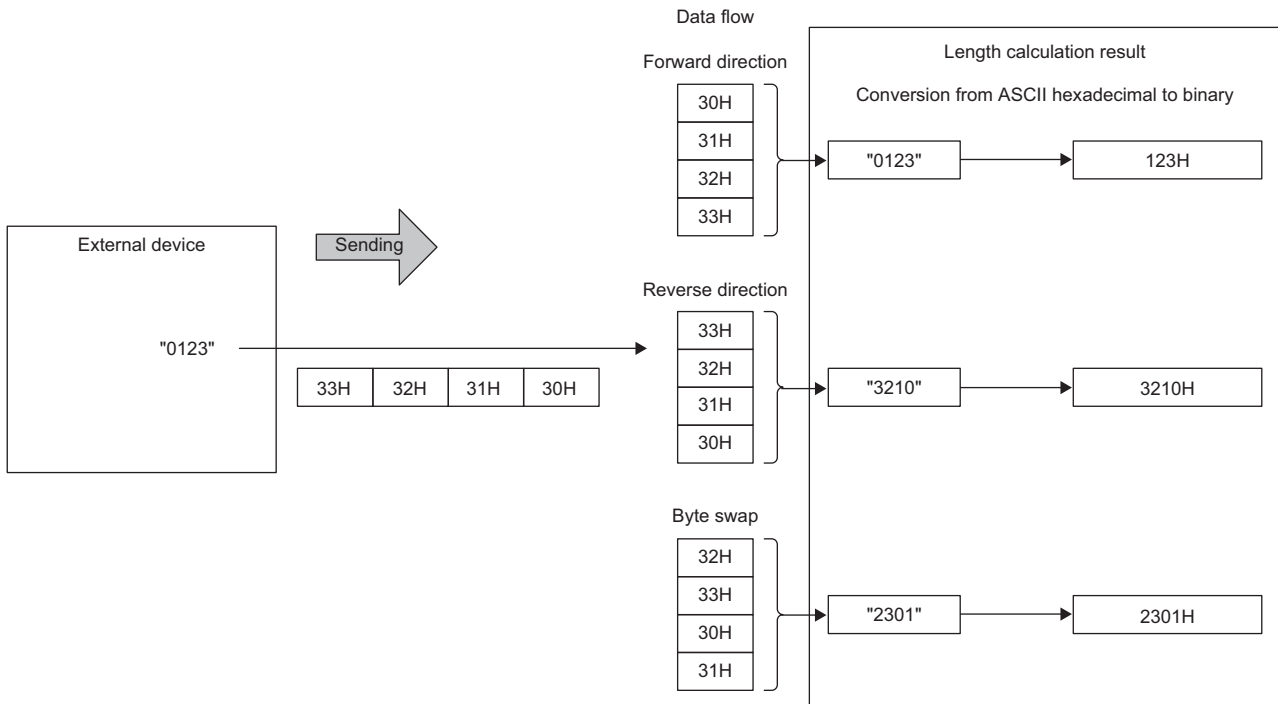 Data flow
Length calculation result
Forward direction
Conversion from ASCII hexadecimal to binary
30H
31H
32H
33H
"0123"
123H
External device
Sending
"0123"
33H 32H 31H 30H
Reverse direction
33H
32H
31H
30H
"3210"
3210H
Byte swap
32H
33H
30H
31H
"2301"
2301H